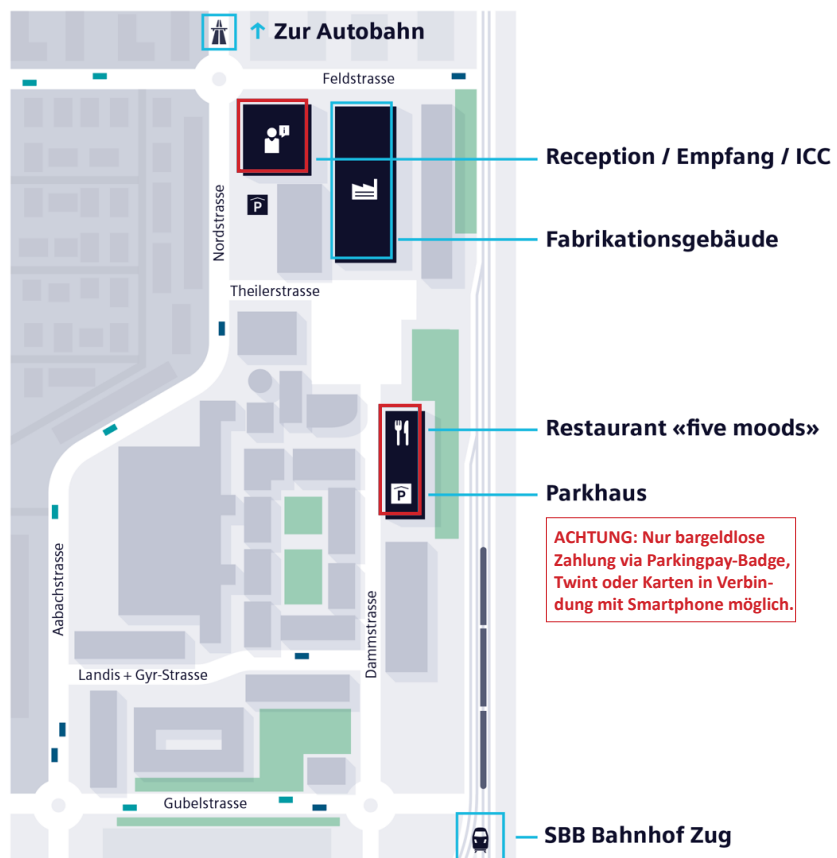 Zur Autobahn
Feldstrasse
Reception / Empfang / ICC
Nordstrasse
P
Fabrikationsgebäude
Theilerstrasse
Restaurant «five moods»
P
Parkhaus
ACHTUNG: Nur bargeldlose
Zahlung via Parkingpay-Badge,
Twint oder Karten in Verbin-
dung mit Smartphone möglich.
Aabachstrasse
Dammstrasse
Landis + Gyr-Strasse
Gubelstrasse
SBB Bahnhof Zug